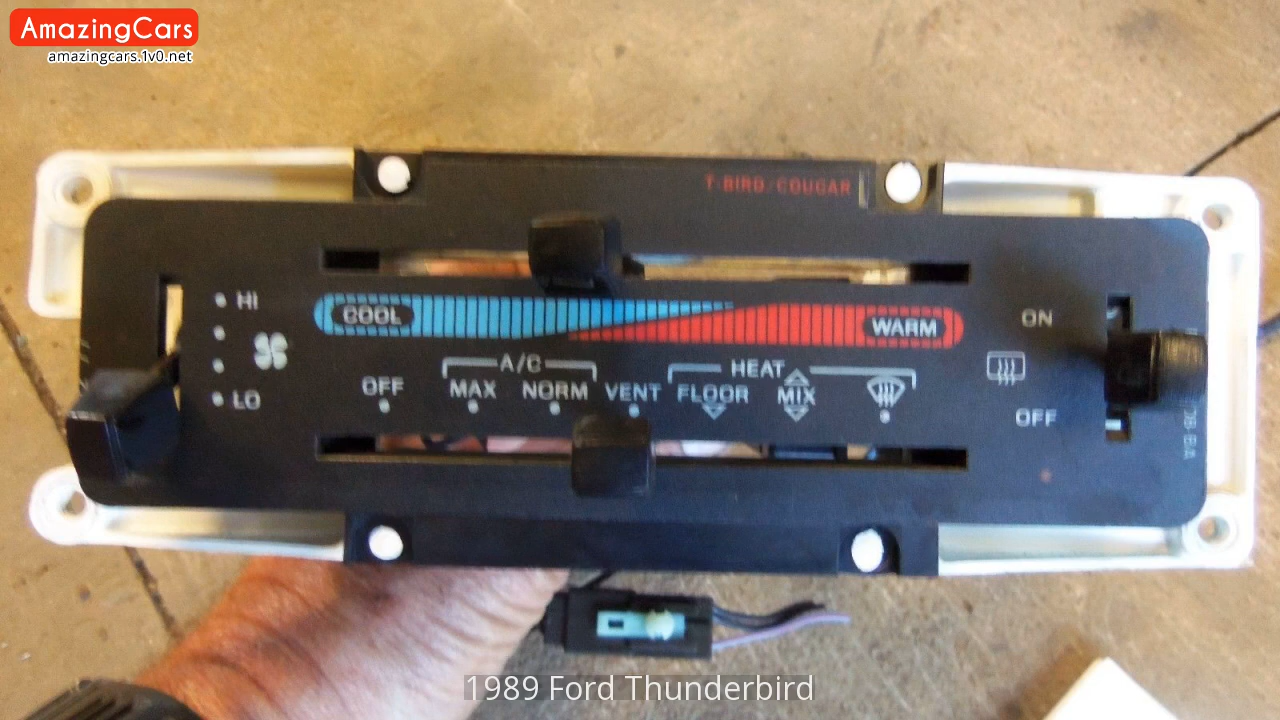 AmazingCars
amazingcars.1v0.net
T-BIRD/COUGAR
HI
COOL
WARM
ON
A/C
HEAT
OFF
MAX
NORM
VENT
FLOOR
MIX
LO
OFF
1989 Ford Thunderbird